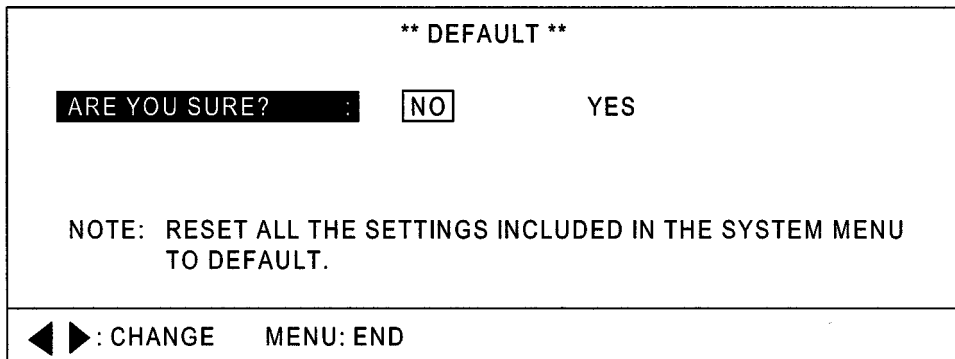 ** DEFAULT **
ARE YOU SURE? : NO YES
NOTE: RESET ALL THE SETTINGS INCLUDED IN THE SYSTEM MENU
TO DEFAULT.
◀ ▶: CHANGE MENU: END